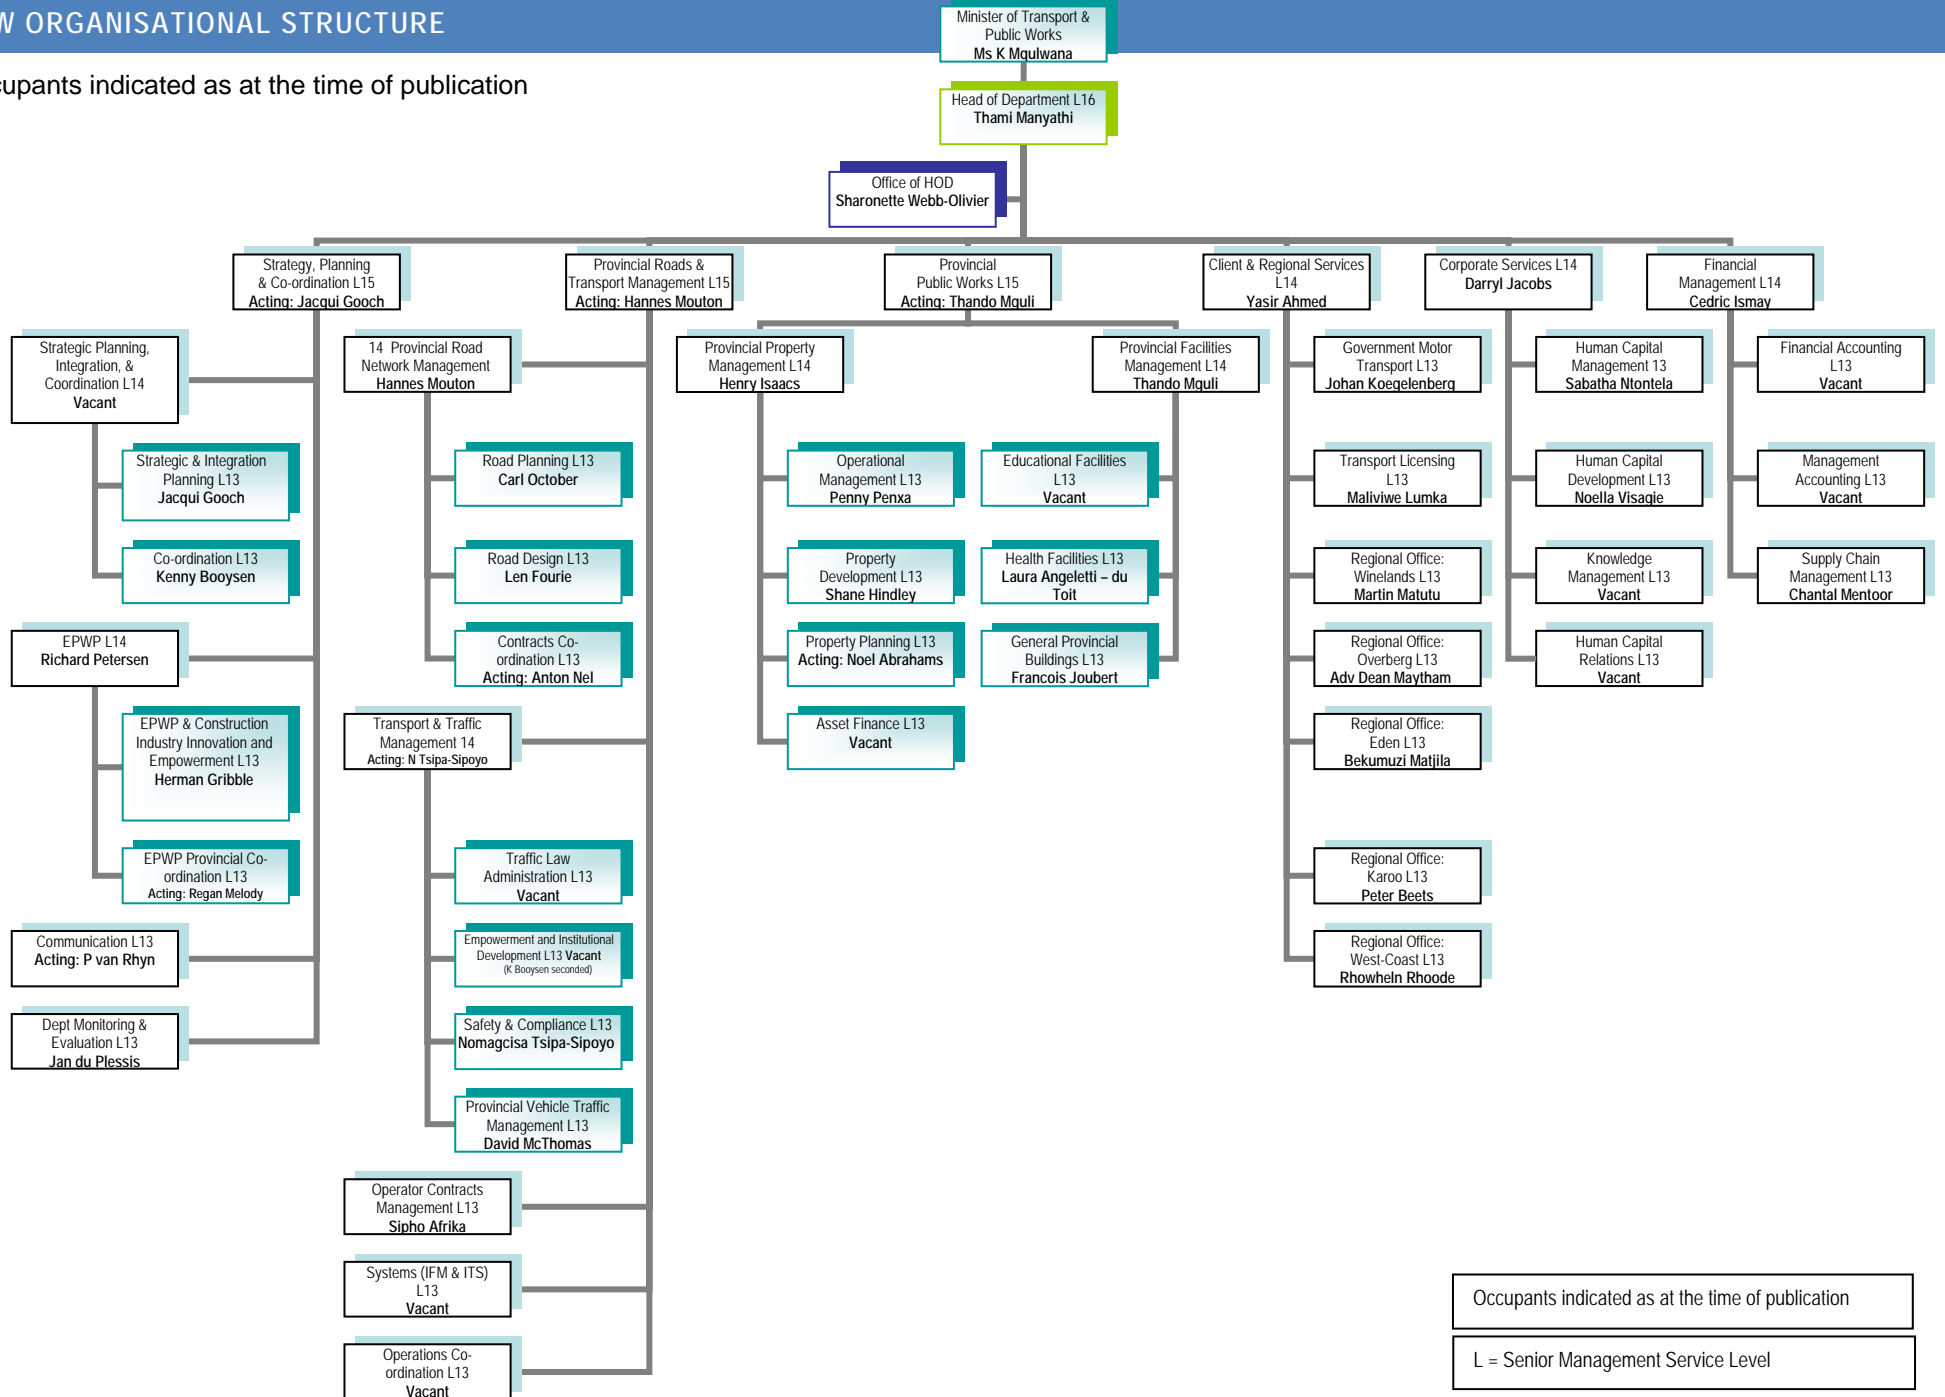 W ORGANISATIONAL STRUCTURE
cupants indicated as at the time of publication
Minister of Transport &
Public Works
Ms K Mqulwana
Head of Department L16
Thami Manyathi
Office of HOD
Sharonette Webb-Olivier
Strategy, Planning
& Co-ordination L15
Acting: Jacqui Gooch
Provincial Roads &
Transport Management L15
Acting: Hannes Mouton
Provincial
Public Works L15
Acting: Thando Mguli
Client & Regional Services
L14
Yasir Ahmed
Corporate Services L14
Darryl Jacobs
Financial
Management L14
Cedric Ismay
Strategic Planning,
Integration, &
Coordination L14
Vacant
Strategic & Integration
Planning L13
Jacqui Gooch
Co-ordination L13
Kenny Booysen
EPWP L14
Richard Petersen
EPWP & Construction
Industry Innovation and
Empowerment L13
Herman Gribble
EPWP Provincial Co-
ordination L13
Acting: Regan Melody
Communication L13
Acting: P van Rhyn
Dept Monitoring &
Evaluation L13
Jan du Plessis
14 Provincial Road
Network Management
Hannes Mouton
Road Planning L13
Carl October
Road Design L13
Len Fourie
Contracts Co-
ordination L13
Acting: Anton Nel
Transport & Traffic
Management 14
Acting: N Tsipa-Sipoyo
Traffic Law
Administration L13
Vacant
Empowerment and Institutional
Development L13 Vacant
(K Booysen seconded)
Safety & Compliance L13
Nomagcisa Tsipa-Sipoyo
Provincial Vehicle Traffic
Management L13
David McThomas
Operator Contracts
Management L13
Sipho Afrika
Systems (IFM & ITS)
L13
Vacant
Operations Co-
ordination L13
Vacant
Provincial Property
Management L14
Henry Isaacs
Operational
Management L13
Penny Penxa
Property
Development L13
Shane Hindley
Property Planning L13
Acting: Noel Abrahams
Asset Finance L13
Vacant
Provincial Facilities
Management L14
Thando Mguli
Educational Facilities
L13
Vacant
Health Facilities L13
Laura Angeletti – du
Toit
General Provincial
Buildings L13
Francois Joubert
Government Motor
Transport L13
Johan Koegelenberg
Transport Licensing
L13
Maliviwe Lumka
Regional Office:
Winelands L13
Martin Matutu
Regional Office:
Overberg L13
Adv Dean Maytham
Regional Office:
Eden L13
Bekumuzi Matjila
Regional Office:
Karoo L13
Peter Beets
Regional Office:
West-Coast L13
Rhowheln Rhoode
Human Capital
Management 13
Sabatha Ntontela
Human Capital
Development L13
Noella Visagie
Knowledge
Management L13
Vacant
Human Capital
Relations L13
Vacant
Financial Accounting
L13
Vacant
Management
Accounting L13
Vacant
Supply Chain
Management L13
Chantal Mentoor
Occupants indicated as at the time of publication
L = Senior Management Service Level